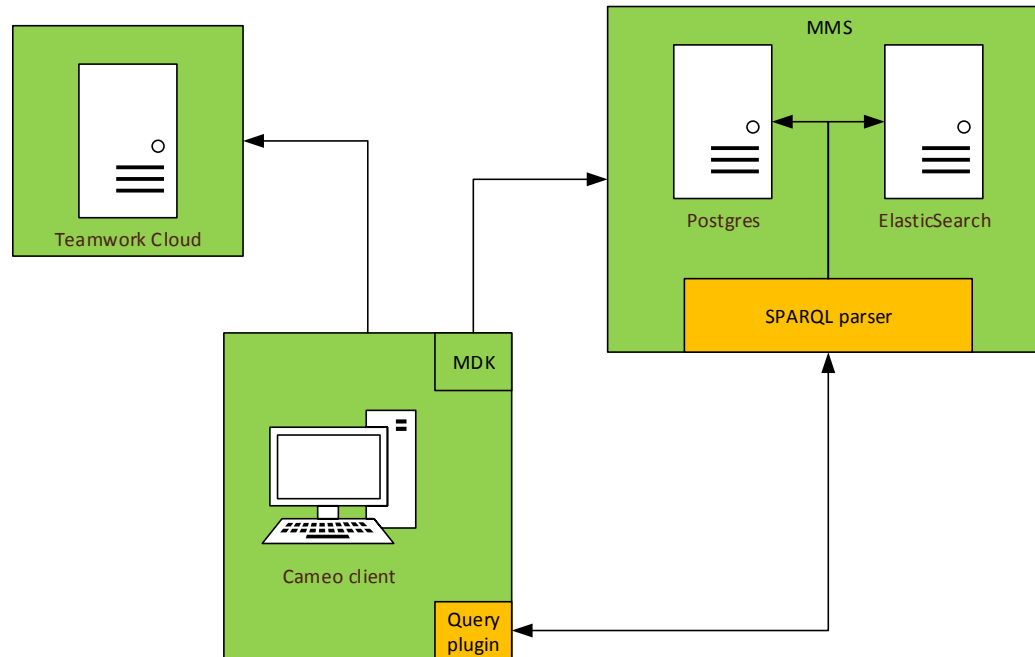 MMS
Postgres
ElasticSearch
Teamwork Cloud
SPARQL parser
MDK
Cameo client
Query
plugin